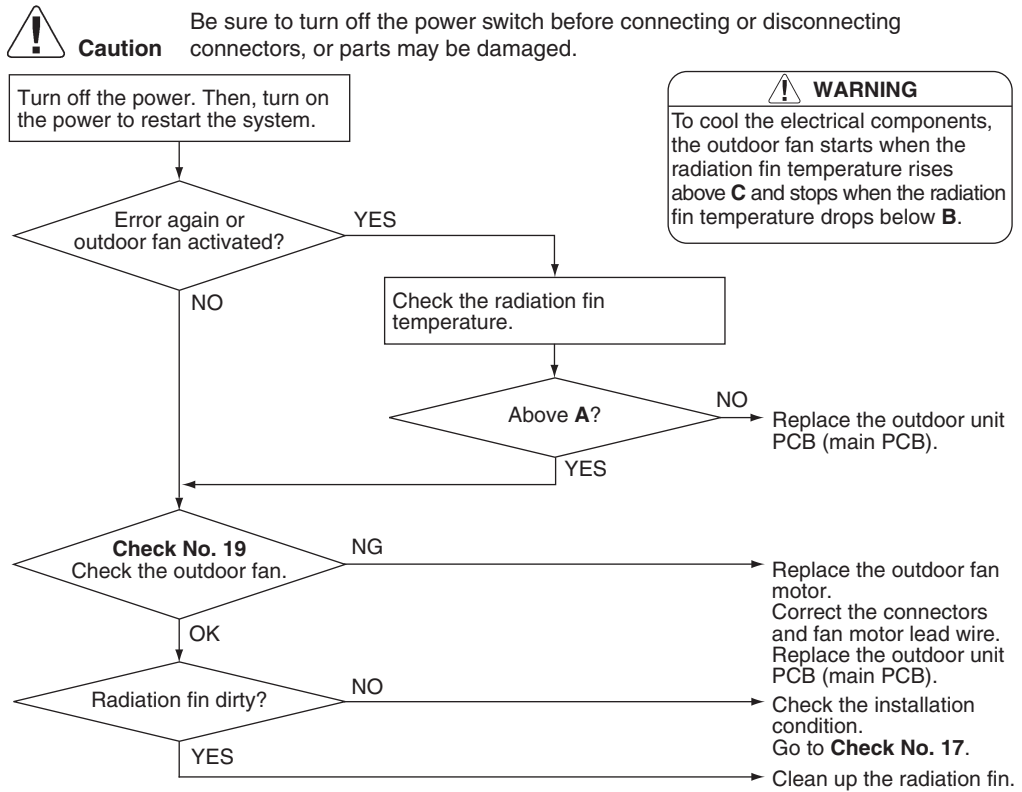 Be sure to turn off the power switch before connecting or disconnecting
Caution connectors, or parts may be damaged.
Turn off the power. Then, turn on
the power to restart the system.
WARNING
To cool the electrical components,
the outdoor fan starts when the
radiation fin temperature rises
above C and stops when the radiation
fin temperature drops below B.
Error again or
outdoor fan activated?
YES
NO
Check the radiation fin
temperature.
Above A?
NO
Replace the outdoor unit
PCB (main PCB).
YES
Check No. 19
Check the outdoor fan.
NG
Replace the outdoor fan
motor.
Correct the connectors
and fan motor lead wire.
Replace the outdoor unit
PCB (main PCB).
OK
Radiation fin dirty?
NO
Check the installation
condition.
Go to Check No. 17.
YES
Clean up the radiation fin.